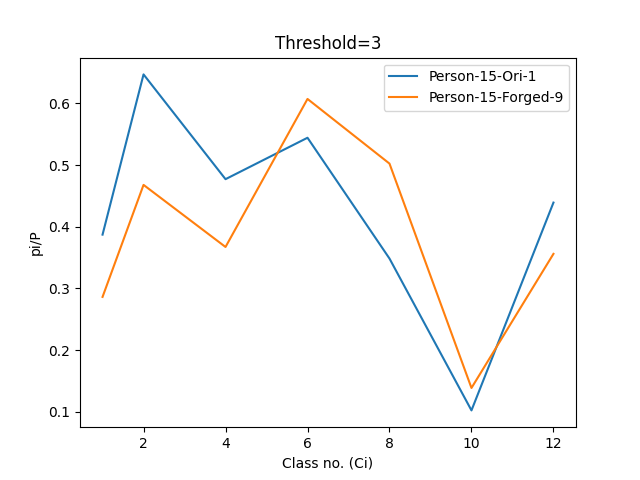 Threshold=3
Person-15-Ori-1
Person-15-Forged-9
0.6
0.5
0.4
0.3
0.2
0.1
pi/P
2 4 6 8 10 12
Class no. (Ci)